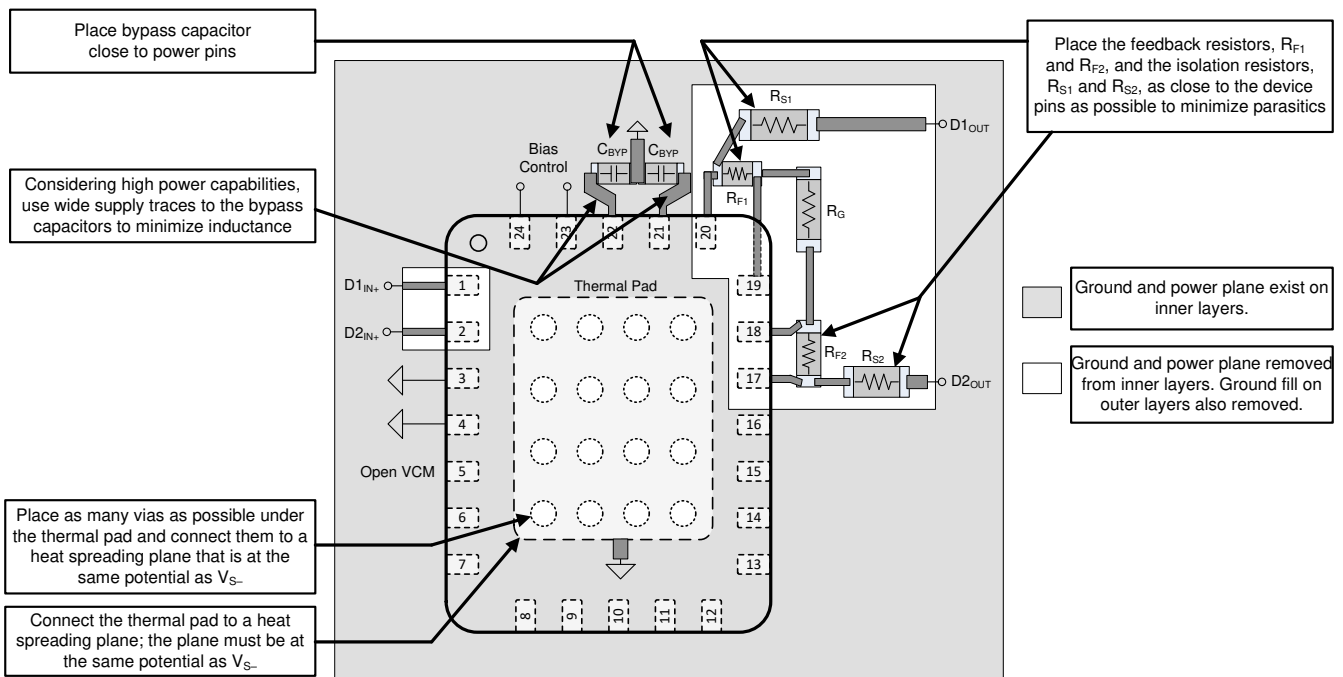 Place bypass capacitor
close to power pins
Considering high power capabilities,
use wide supply traces to the bypass
capacitors to minimize inductance
Place as many vias as possible under
the thermal pad and connect them to a
heat spreading plane that is at the
same potential as VS–
Connect the thermal pad to a heat
spreading plane; the plane must be at
the same potential as VS–
Bias
Control
CBYP
CBYP
RS1
D1OUT
RF1
RG
24
23
22
21
20
D1IN+
1
D2IN+
2
3
4
Open VCM
5
6
7
Thermal Pad
19
18
17
16
15
14
13
RF2
RS2
D2OUT
8
9
10
11
12
Place the feedback resistors, RF1
and RF2, and the isolation resistors,
RS1 and RS2, as close to the device
pins as possible to minimize parasitics
Ground and power plane exist on
inner layers.
Ground and power plane removed
from inner layers. Ground fill on
outer layers also removed.